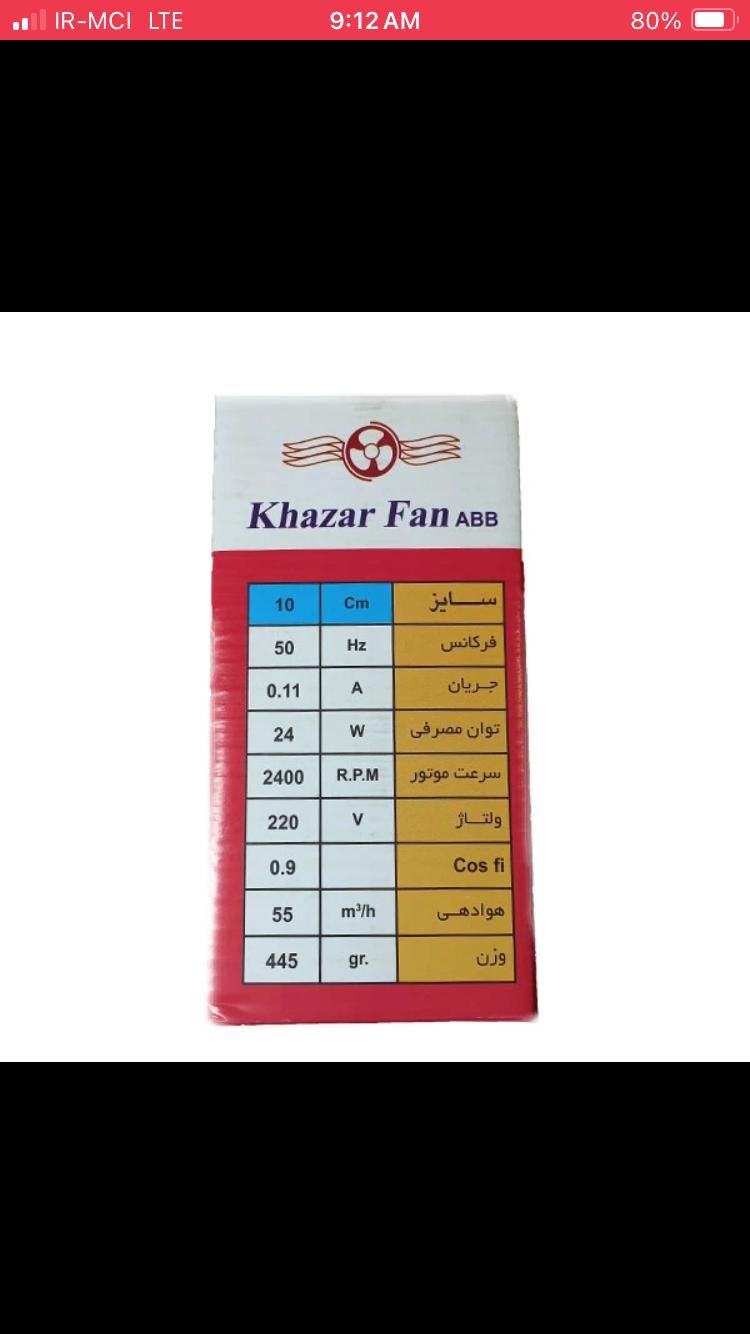 IR-MCI LTE 9:12 AM 80%
Khazar Fan ABB
سایز Cm 10
فرکانس Hz 50
جریان A 0.11
توان مصرفی W 24
سرعت موتور R.P.M 2400
ولتاژ V 220
Cos fi 0.9
هوادهی m³/h 55
وزن gr. 445